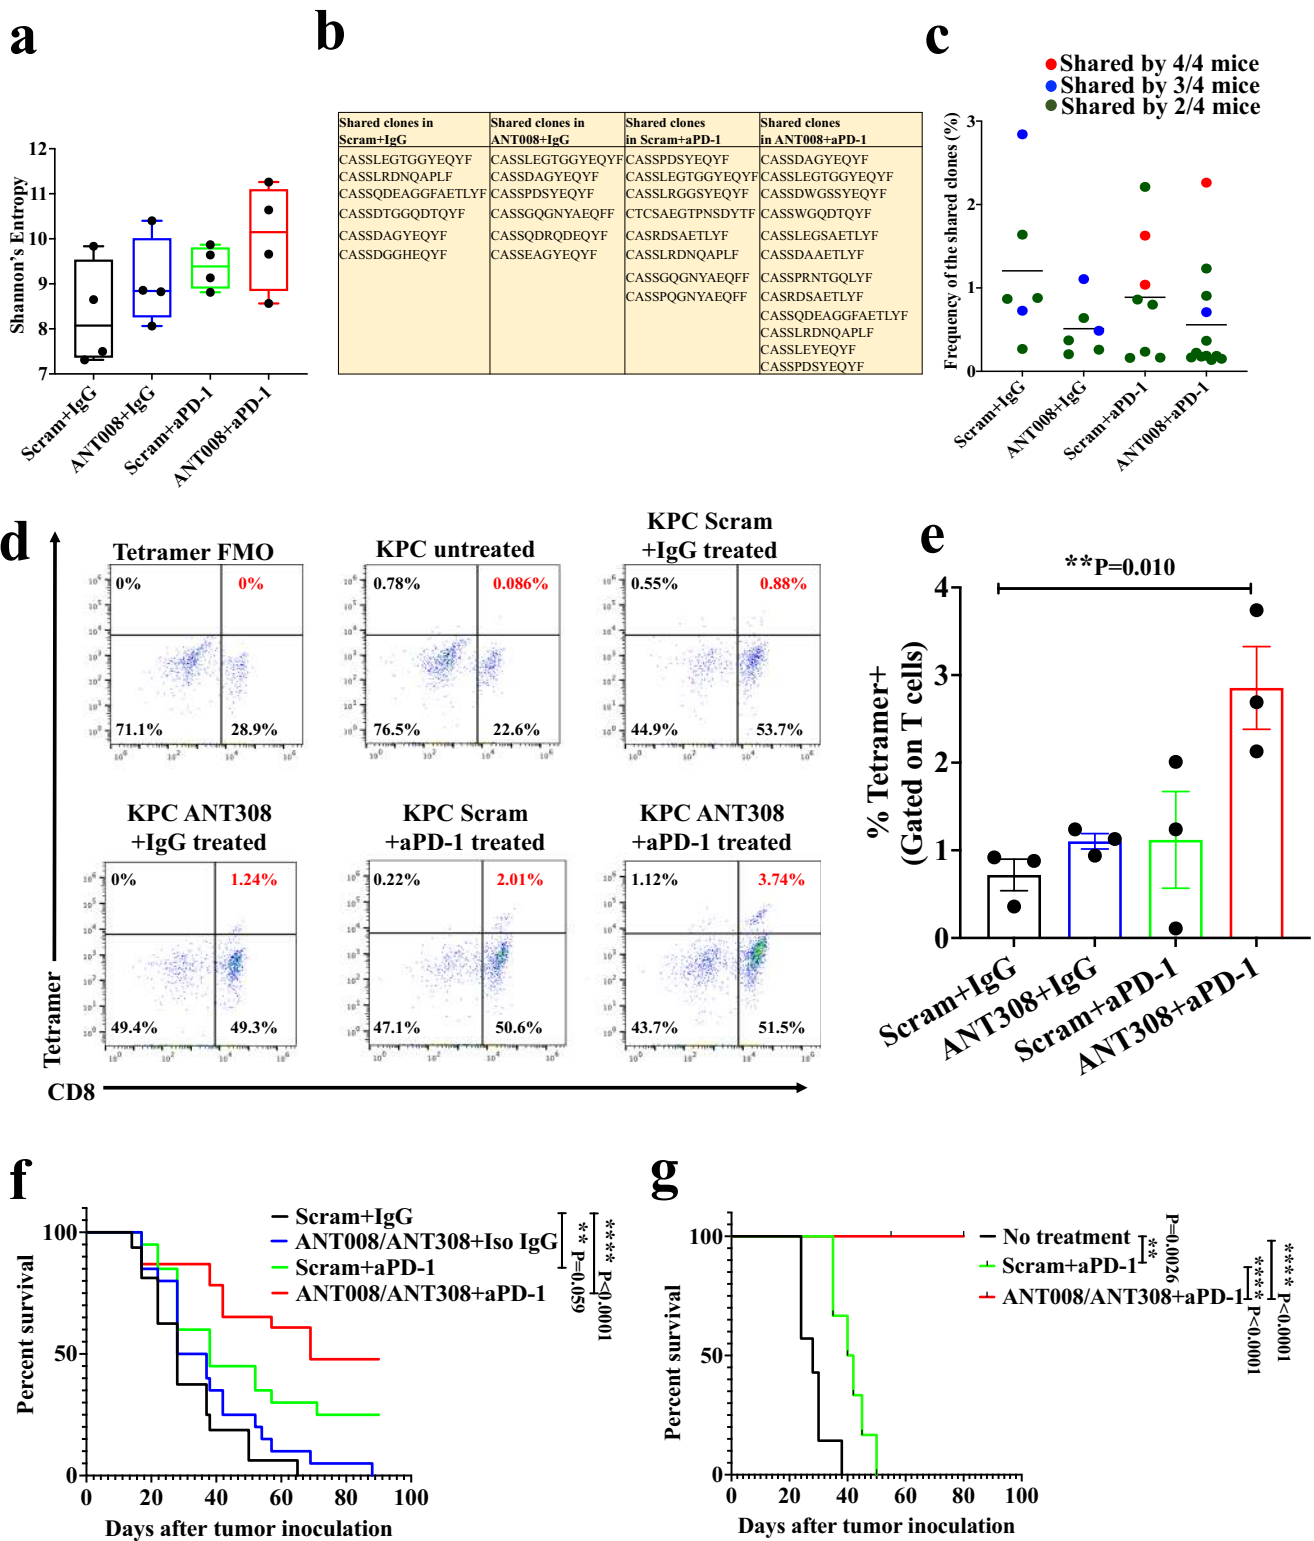 a
12
11
10
9
8
7
Shannon's Entropy
Scram+IgG
ANT008+IgG
Scram+aPD-1
ANT008+aPD-1
b
Shared clones in Scram+IgG
CASSLEGTGGYEQYF
CASSLRDNQAPLF
CASSQDEAGGFAETLYF
CASSDTGGQDTQYF
CASSDAGYEQYF
CASSDGGHEQYF
Shared clones in ANT008+IgG
CASSLEGTGGYEQYF
CASSDAGYEQYF
CASSPDSYEQYF
CASSGQGNYAEQFF
CASSQDRQDEQYF
CASSEAGYEQYF
Shared clones in Scram+aPD-1
CASSPDSYEQYF
CASSLEGTGGYEQYF
CASSLRGGSYEQYF
CTCSAEGTPNSDYTF
CASRDSAETLYF
CASSLRDNQAPLF
CASSGQGNYAEQFF
CASSPQGNYAEQFF
Shared clones in ANT008+aPD-1
CASSDAGYEQYF
CASSLEGTGGYEQYF
CASSDWGSSYEQYF
CASSWGQDTQYF
CASSLEGSAETLYF
CASSDAAETLYF
CASSPRNTGQLYF
CASRDSAETLYF
CASSQDEAGGFAETLYF
CASSLRDNQAPLF
CASSLEYEQYF
CASSPDSYEQYF
c
Shared by 4/4 mice
Shared by 3/4 mice
Shared by 2/4 mice
Frequency of the shared clones (%)
3
2
1
0
Scram+IgG
ANT008+IgG
Scram+aPD-1
ANT008+aPD-1
d
Tetramer FMO
0%
0%
71.1%
28.9%
KPC untreated
0.78%
0.086%
76.5%
22.6%
KPC Scram
+IgG treated
0.55%
0.88%
44.9%
53.7%
KPC ANT308
+IgG treated
0%
1.24%
49.4%
49.3%
KPC Scram
+aPD-1 treated
0.22%
2.01%
47.1%
50.6%
KPC ANT308
+aPD-1 treated
1.12%
3.74%
43.7%
51.5%
Tetramer
CD8
e
**P=0.010
% Tetramer+
(Gated on T cells)
4
3
2
1
0
Scram+IgG
ANT308+IgG
Scram+aPD-1
ANT308+aPD-1
f
Scram+IgG
ANT008/ANT308+Iso IgG
Scram+aPD-1
ANT008/ANT308+aPD-1
** P=0.059
**** P<0.0001
Percent survival
100
50
0
0 20 40 60 80 100
Days after tumor inoculation
g
No treatment
Scram+aPD-1
ANT008/ANT308+aPD-1
P=0.0026
**
**** P<0.0001
**** P<0.0001
Percent survival
100
50
0
0 20 40 60 80 100
Days after tumor inoculation